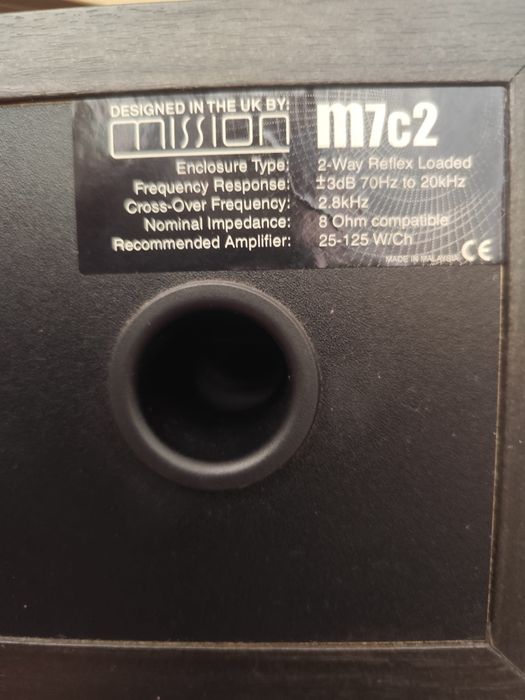 DESIGNED IN THE UK BY:
mission
m7c2
Enclosure Type: 2-Way Reflex Loaded
Frequency Response: ±3dB 70Hz to 20kHz
Cross-Over Frequency: 2.8kHz
Nominal Impedance: 8 Ohm compatible
Recommended Amplifier: 25-125 W/Ch
MADE IN MALAYSIA CE